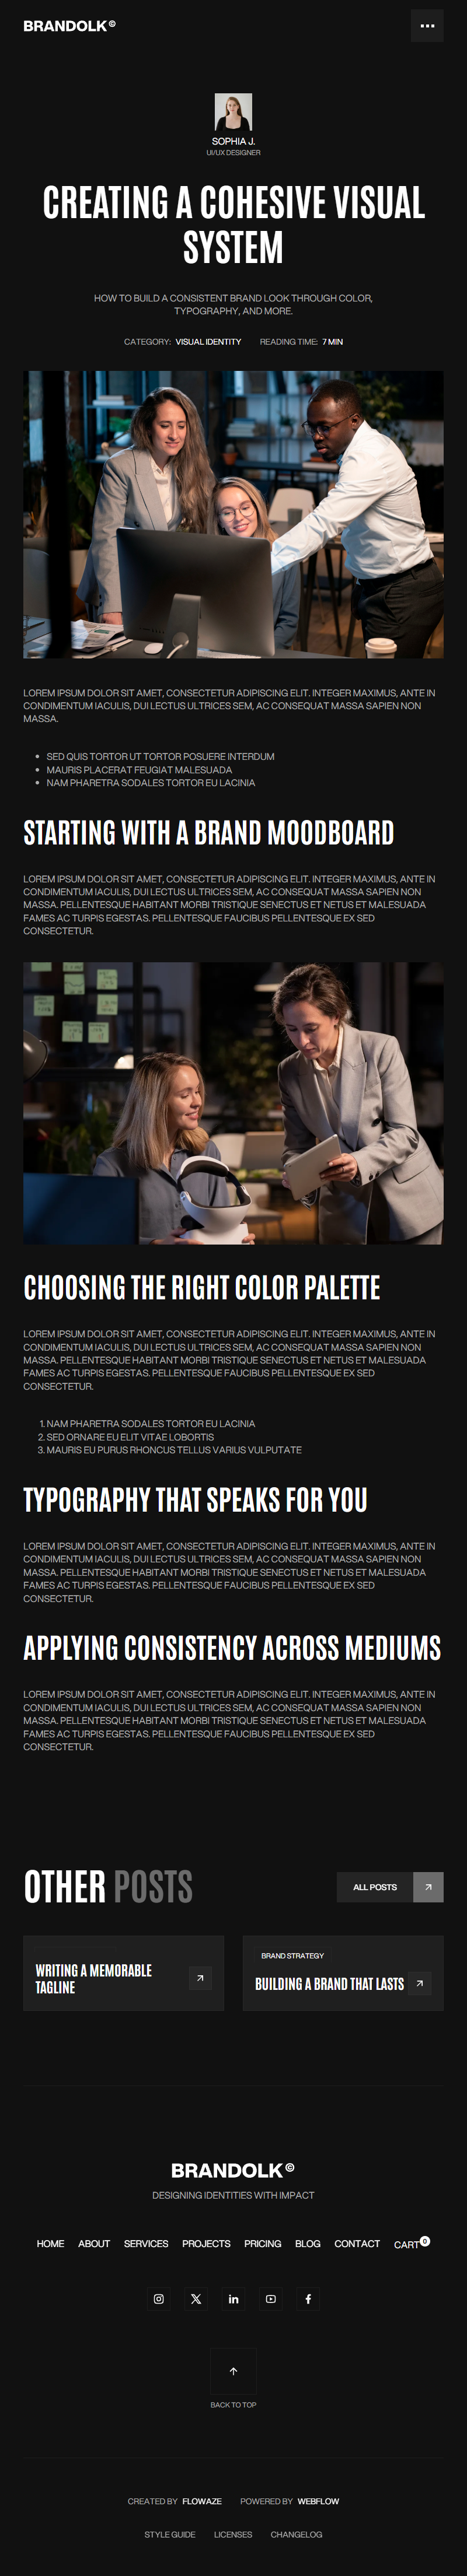 BRANDOLK©
SOPHIA J.
UI/UX DESIGNER
CREATING A COHESIVE VISUAL
SYSTEM
HOW TO BUILD A CONSISTENT BRAND LOOK THROUGH COLOR,
TYPOGRAPHY, AND MORE.
CATEGORY: VISUAL IDENTITY READING TIME: 7 MIN
LOREM IPSUM DOLOR SIT AMET, CONSECTETUR ADIPISCING ELIT. INTEGER MAXIMUS, ANTE IN
CONDIMENTUM IACULIS, DUI LECTUS ULTRICES SEM, AC CONSEQUAT MASSA SAPIEN NON
MASSA.
• SED QUIS TORTOR UT TORTOR POSUERE INTERDUM
• MAURIS PLACERAT FEUGIAT MALESUADA
• NAM PHARETRA SODALES TORTOR EU LACINIA
STARTING WITH A BRAND MOODBOARD
LOREM IPSUM DOLOR SIT AMET, CONSECTETUR ADIPISCING ELIT. INTEGER MAXIMUS, ANTE IN
CONDIMENTUM IACULIS, DUI LECTUS ULTRICES SEM, AC CONSEQUAT MASSA SAPIEN NON
MASSA. PELLENTESQUE HABITANT MORBI TRISTIQUE SENECTUS ET NETUS ET MALESUADA
FAMES AC TURPIS EGESTAS. PELLENTESQUE FAUCIBUS PELLENTESQUE EX SED
CONSECTETUR.
CHOOSING THE RIGHT COLOR PALETTE
LOREM IPSUM DOLOR SIT AMET, CONSECTETUR ADIPISCING ELIT. INTEGER MAXIMUS, ANTE IN
CONDIMENTUM IACULIS, DUI LECTUS ULTRICES SEM, AC CONSEQUAT MASSA SAPIEN NON
MASSA. PELLENTESQUE HABITANT MORBI TRISTIQUE SENECTUS ET NETUS ET MALESUADA
FAMES AC TURPIS EGESTAS. PELLENTESQUE FAUCIBUS PELLENTESQUE EX SED
CONSECTETUR.
1. NAM PHARETRA SODALES TORTOR EU LACINIA
2. SED ORNARE EU ELIT VITAE LOBORTIS
3. MAURIS EU PURUS RHONCUS TELLUS VARIUS VULPUTATE
TYPOGRAPHY THAT SPEAKS FOR YOU
LOREM IPSUM DOLOR SIT AMET, CONSECTETUR ADIPISCING ELIT. INTEGER MAXIMUS, ANTE IN
CONDIMENTUM IACULIS, DUI LECTUS ULTRICES SEM, AC CONSEQUAT MASSA SAPIEN NON
MASSA. PELLENTESQUE HABITANT MORBI TRISTIQUE SENECTUS ET NETUS ET MALESUADA
FAMES AC TURPIS EGESTAS. PELLENTESQUE FAUCIBUS PELLENTESQUE EX SED
CONSECTETUR.
APPLYING CONSISTENCY ACROSS MEDIUMS
LOREM IPSUM DOLOR SIT AMET, CONSECTETUR ADIPISCING ELIT. INTEGER MAXIMUS, ANTE IN
CONDIMENTUM IACULIS, DUI LECTUS ULTRICES SEM, AC CONSEQUAT MASSA SAPIEN NON
MASSA. PELLENTESQUE HABITANT MORBI TRISTIQUE SENECTUS ET NETUS ET MALESUADA
FAMES AC TURPIS EGESTAS. PELLENTESQUE FAUCIBUS PELLENTESQUE EX SED
CONSECTETUR.
OTHER POSTS
ALL POSTS
WRITING A MEMORABLE
TAGLINE
BRAND STRATEGY
BUILDING A BRAND THAT LASTS
BRANDOLK©
DESIGNING IDENTITIES WITH IMPACT
HOME ABOUT SERVICES PROJECTS PRICING BLOG CONTACT CART 0
BACK TO TOP
CREATED BY FLOWAZE POWERED BY WEBFLOW
STYLE GUIDE LICENSES CHANGELOG